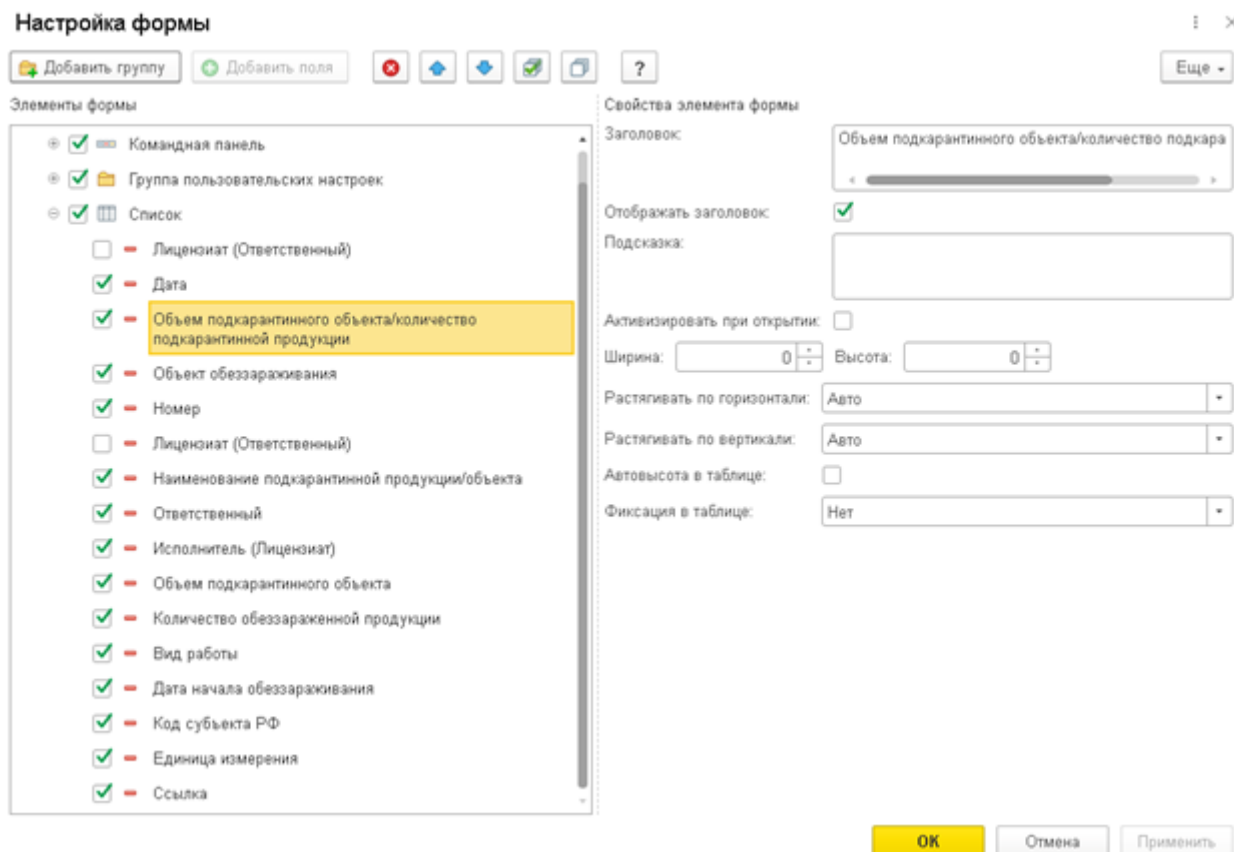 Настройка формы
Добавить группу
Добавить поля
?
Еще
Элементы формы
Командная панель
Группа пользовательских настроек
Список
Лицензиат (Ответственный)
Дата
Объем подкарантинного объекта/количество
подкарантинной продукции
Объект обеззараживания
Номер
Лицензиат (Ответственный)
Наименование подкарантинной продукции/объекта
Ответственный
Исполнитель (Лицензиат)
Объем подкарантинного объекта
Количество обеззараженной продукции
Вид работы
Дата начала обеззараживания
Код субъекта РФ
Единица измерения
Ссылка
Свойства элемента формы
Заголовок:
Объем подкарантинного объекта/количество подкара
Отображать заголовок:
Подсказка:
Активизировать при открытии:
Ширина: 0 Высота: 0
Растягивать по горизонтали: Авто
Растягивать по вертикали: Авто
Автовысота в таблице:
Фиксация в таблице: Нет
ОК Отмена Применить